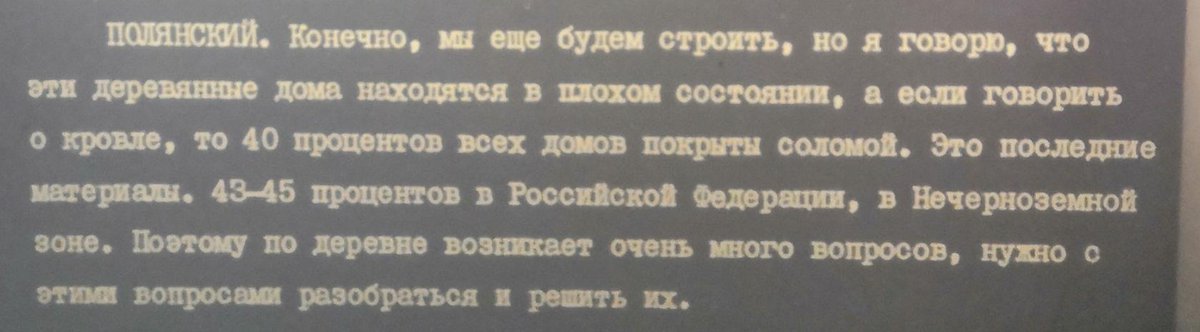 ПОЛЯНСКИЙ. Конечно, мы еще будем строить, но я говорю, что
эти деревянные дома находятся в плохом состоянии, а если говорить
о кровле, то 40 процентов всех домов покрыты соломой. Это последние
материалы. 43-45 процентов в Российской Федерации, в Нечерноземной
зоне. Поэтому по деревне возникает очень много вопросов, нужно с
этими вопросами разобраться и решить их.